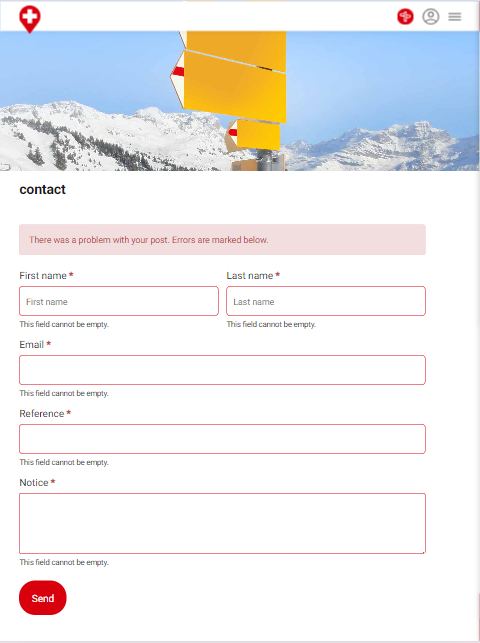 contact
There was a problem with your post. Errors are marked below.
First name * Last name *
First name Last name
This field cannot be empty. This field cannot be empty.
Email *
This field cannot be empty.
Reference *
This field cannot be empty.
Notice *
This field cannot be empty.
Send